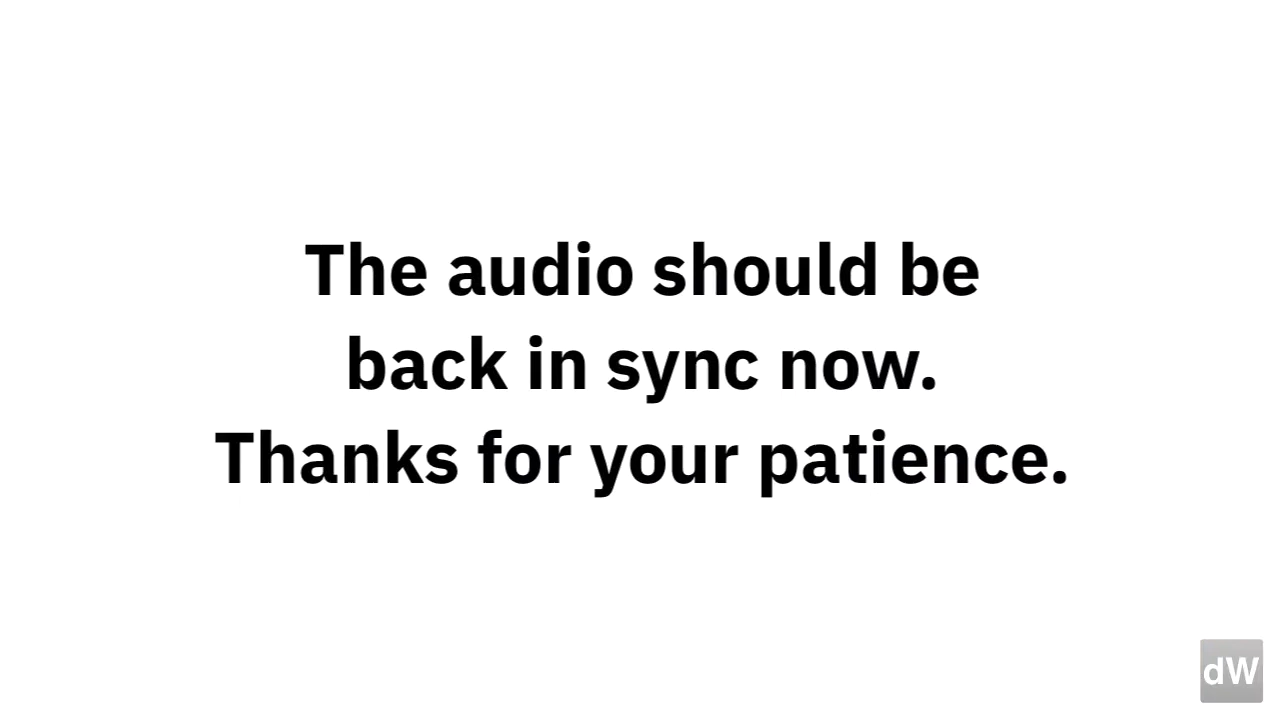 The audio should be
back in sync now.
Thanks for your patience.
dW